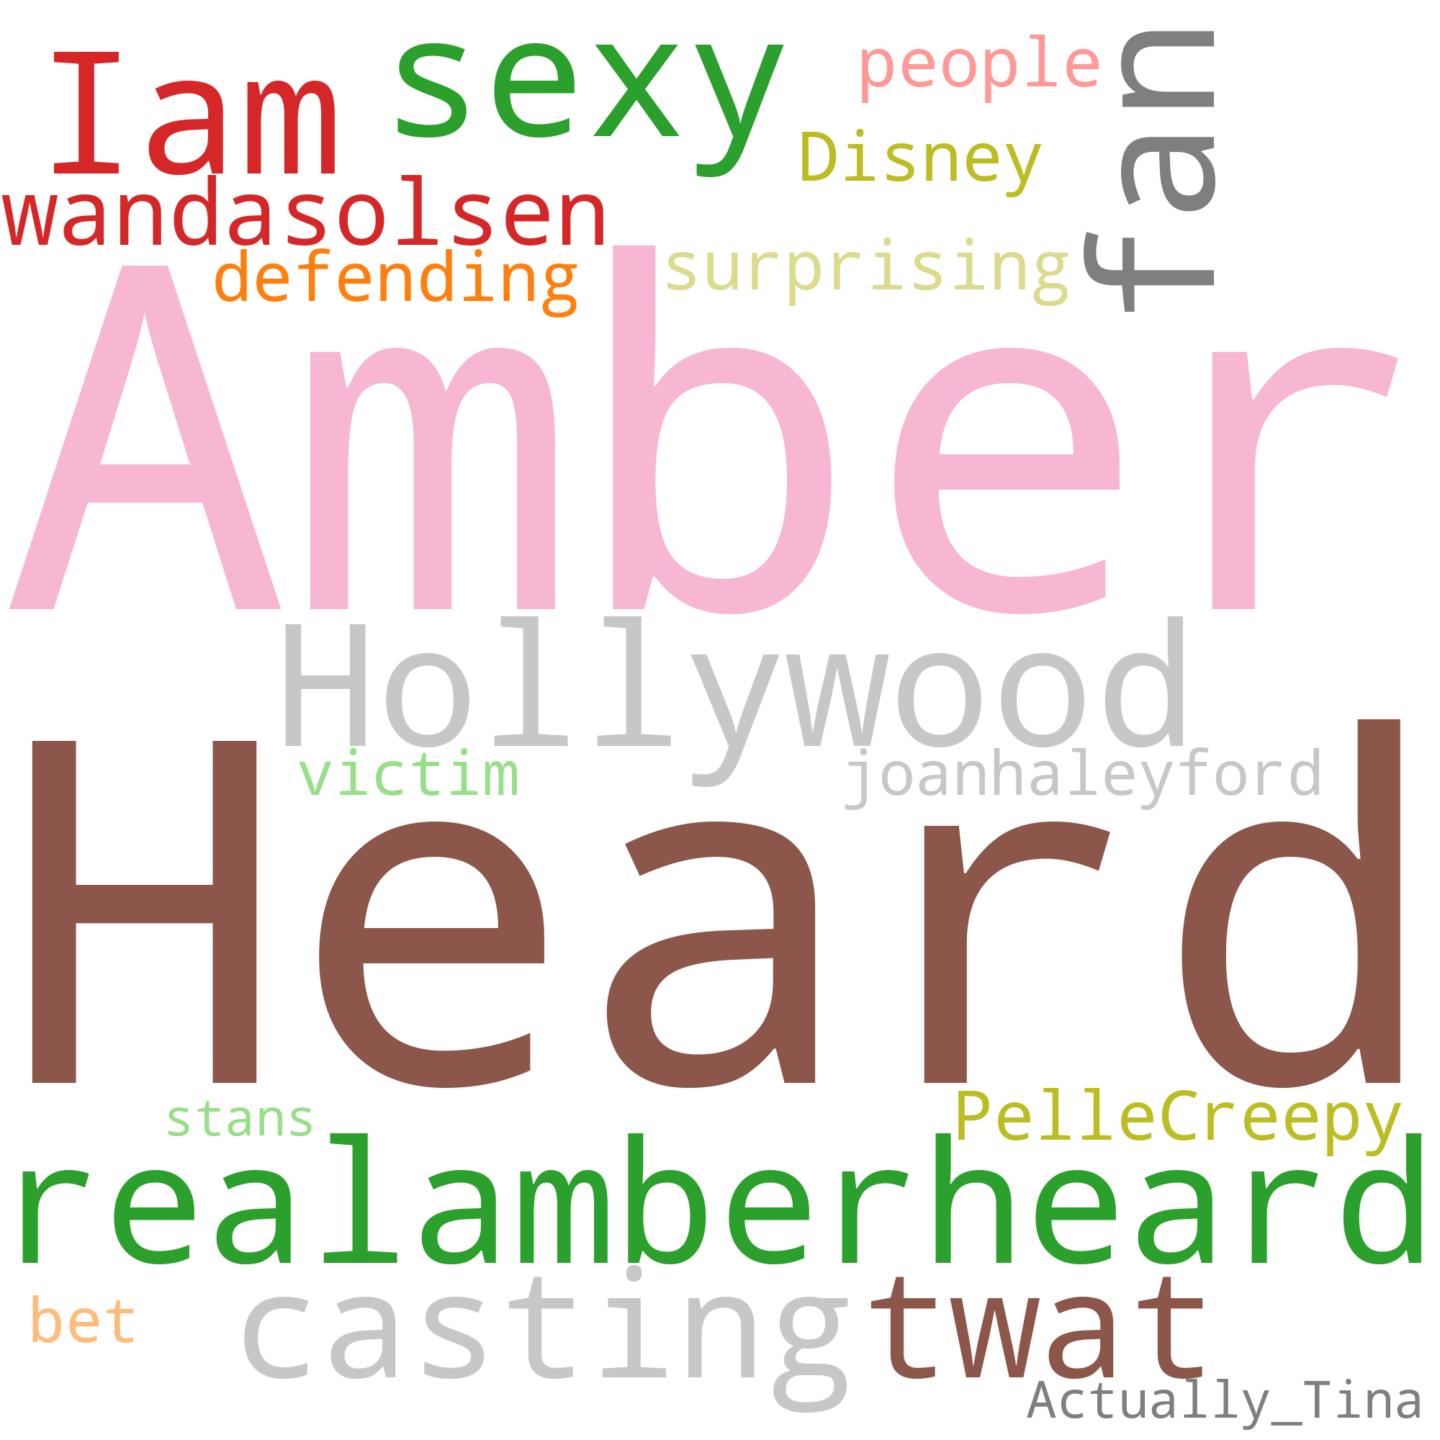 Iam sexy people
Disney
fan
wandasolsen
defending surprising
Amber
Hollywood
victim joanhaleyford
Heard
stans PelleCreepy
realamberheard
bet casting twat
Actually_Tina